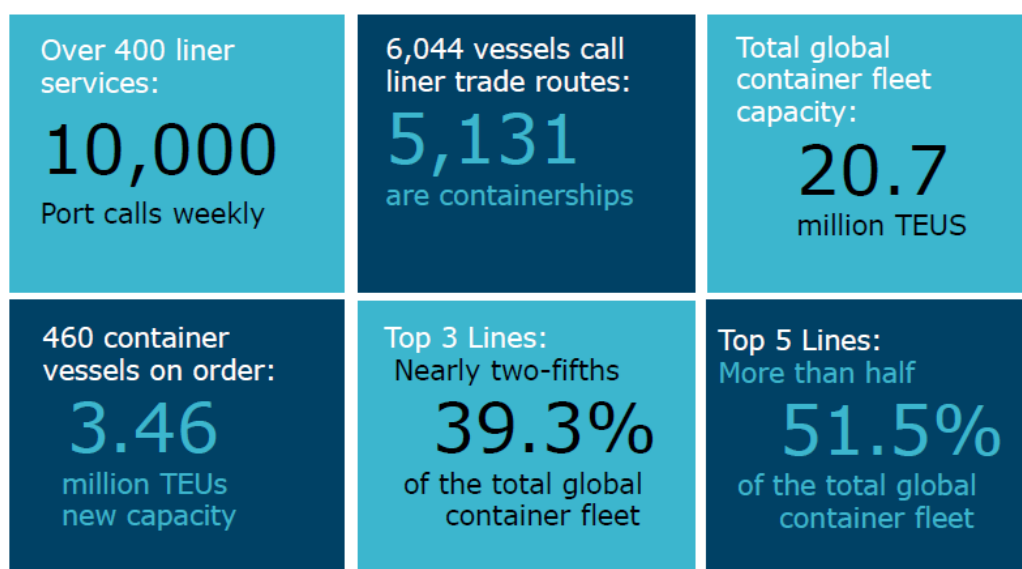 Over 400 liner
services:
10,000
Port calls weekly
6,044 vessels call
liner trade routes:
5,131
are containerships
Total global
container fleet
capacity:
20.7
million TEUS
460 container
vessels on order:
3.46
million TEUs
new capacity
Top 3 Lines:
Nearly two-fifths
39.3%
of the total global
container fleet
Top 5 Lines:
More than half
51.5%
of the total global
container fleet